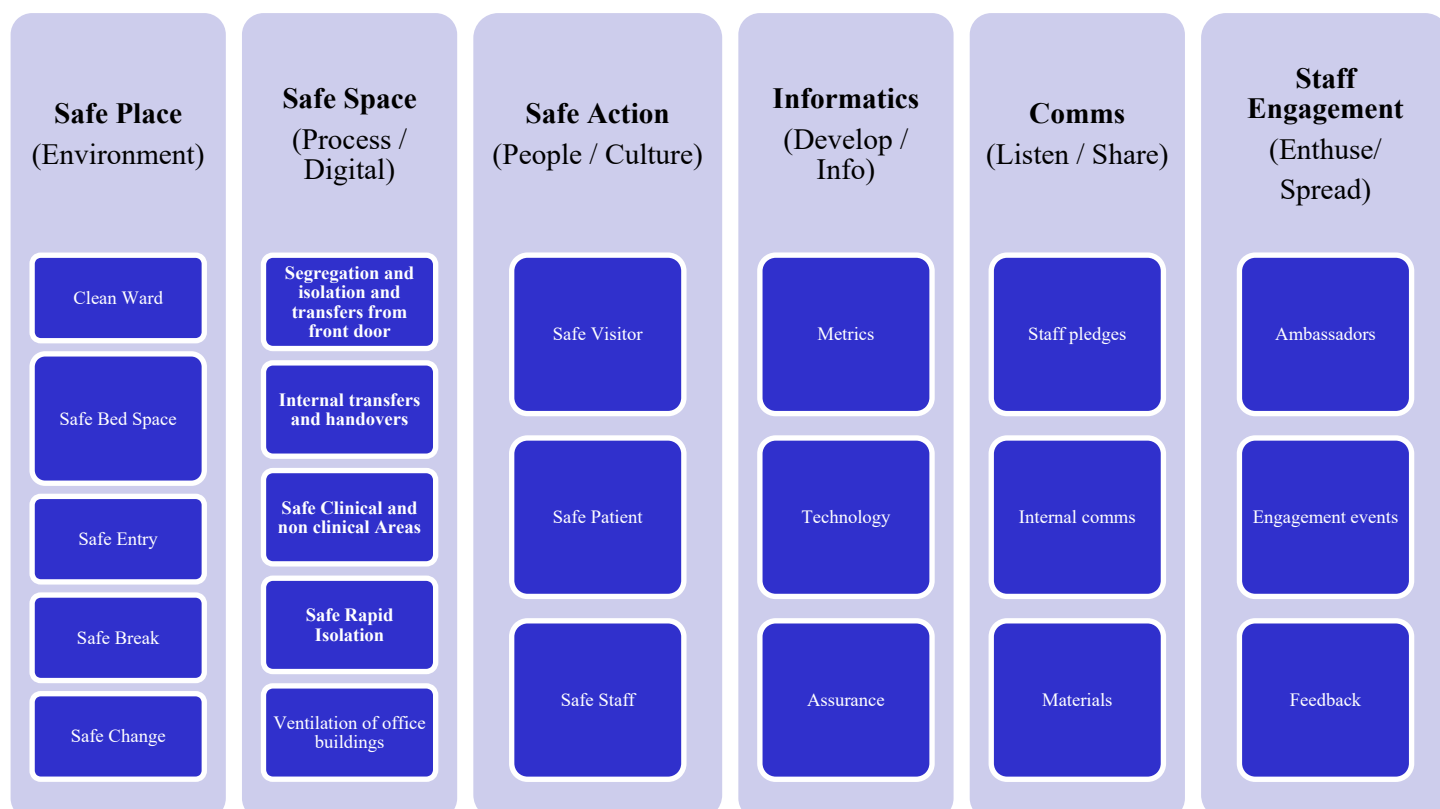 Safe Place
(Environment)
Clean Ward
Safe Bed Space
Safe Entry
Safe Break
Safe Change
Safe Space
(Process /
Digital)
Segregation and
isolation and
transfers from
front door
Internal transfers
and handovers
Safe Clinical and
non clinical Areas
Safe Rapid
Isolation
Ventilation of office
buildings
Safe Action
(People / Culture)
Safe Visitor
Safe Patient
Safe Staff
Informatics
(Develop /
Info)
Metrics
Technology
Assurance
Comms
(Listen / Share)
Staff pledges
Internal comms
Materials
Staff
Engagement
(Enthuse/
Spread)
Ambassadors
Engagement events
Feedback